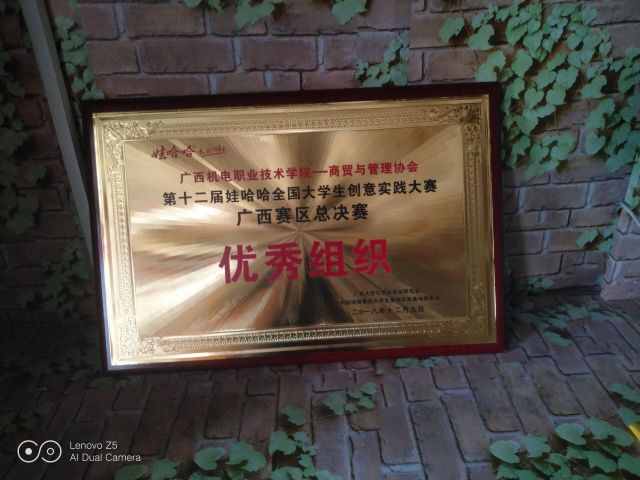 娃哈哈
广西机电职业技术学院—商贸与管理协会
第十二届娃哈哈全国大学生创意实践大赛
广西赛区总决赛
优秀组织
二〇一八年十二月九日
Lenovo Z5
AI Dual Camera